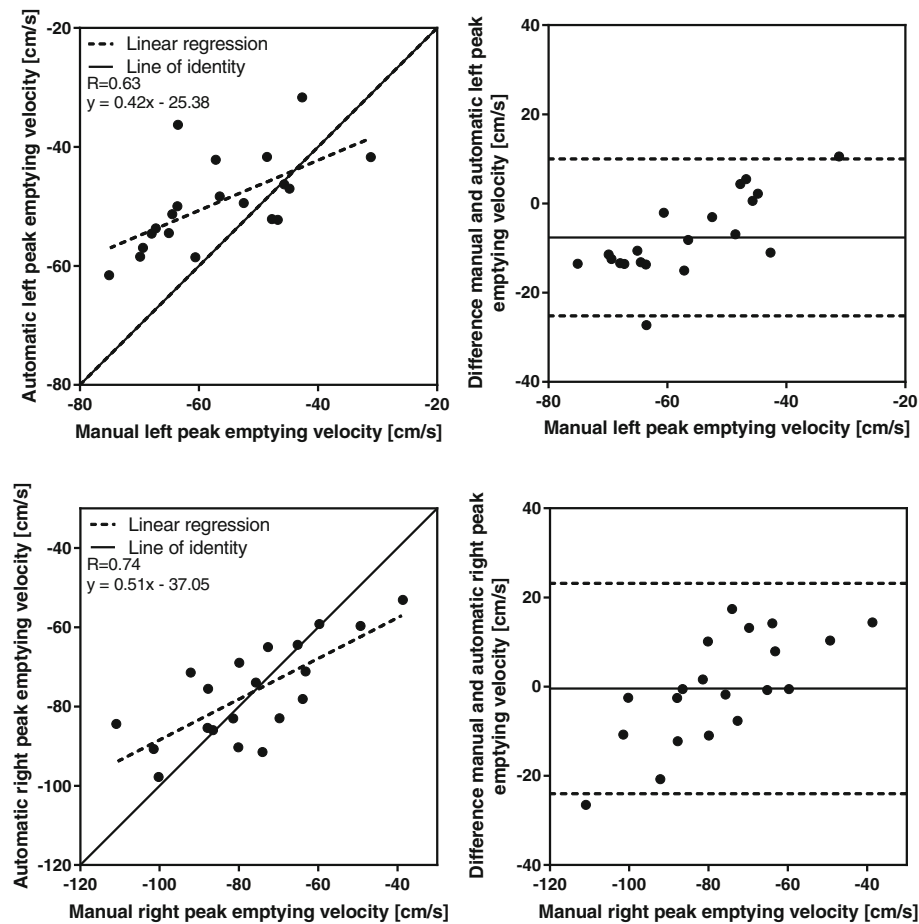 Automatic left peak emptying velocity [cm/s]
-20
-40
-60
-80
Linear regression
Line of identity
R=0.63
y = 0.42x - 25.38
-80
-60
-40
-20
Manual left peak emptying velocity [cm/s]
Difference manual and automatic left peak
emptying velocity [cm/s]
40
20
0
-20
-40
-80
-60
-40
-20
Manual left peak emptying velocity [cm/s]
Automatic right peak emptying velocity [cm/s]
-40
-60
-80
-100
-120
Linear regression
Line of identity
R=0.74
y = 0.51x - 37.05
-120
-100
-80
-60
-40
Manual right peak emptying velocity [cm/s]
Difference manual and automatic right peak
emptying velocity [cm/s]
40
20
0
-20
-40
-120
-100
-80
-60
-40
Manual right peak emptying velocity [cm/s]